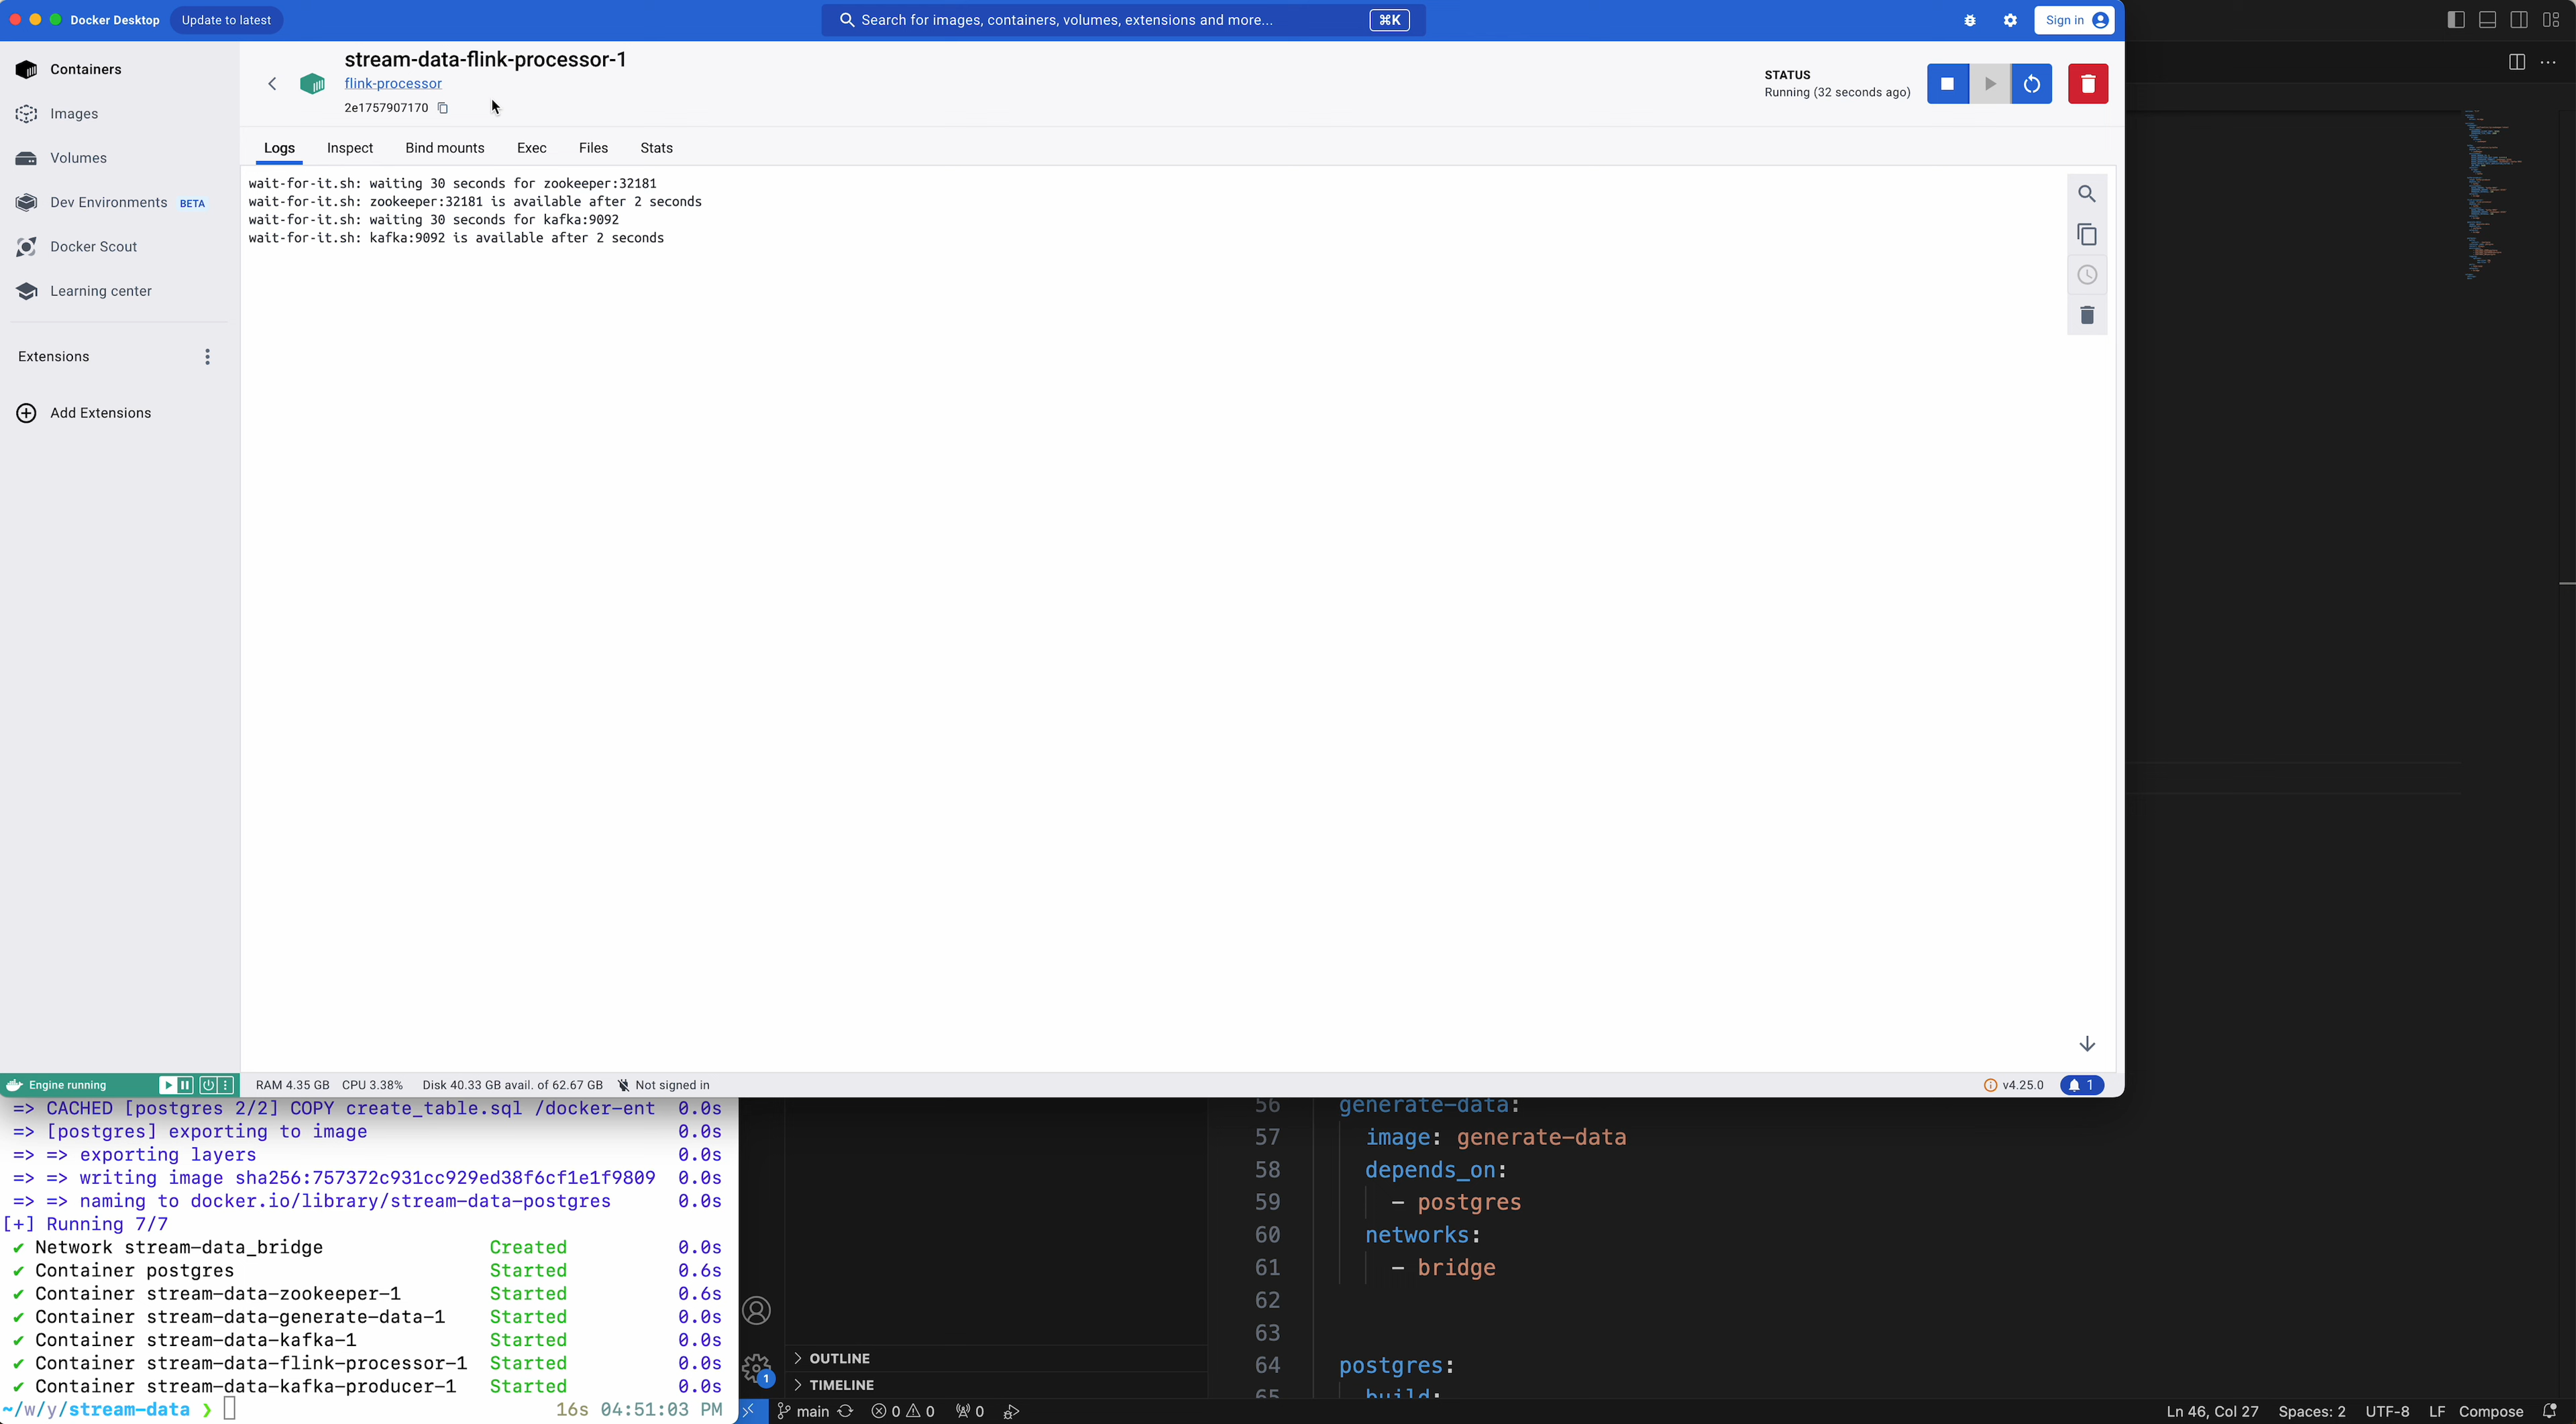 Docker Desktop Update to latest Search for images, containers, volumes, extensions and more... ⌘K Sign in
Containers
Images
Volumes
Dev Environments BETA
Docker Scout
Learning center
Extensions
Add Extensions
stream-data-flink-processor-1
flink-processor
2e1757907170
STATUS
Running (32 seconds ago)
Logs Inspect Bind mounts Exec Files Stats
wait-for-it.sh: waiting 30 seconds for zookeeper:32181
wait-for-it.sh: zookeeper:32181 is available after 2 seconds
wait-for-it.sh: waiting 30 seconds for kafka:9092
wait-for-it.sh: kafka:9092 is available after 2 seconds
Engine running RAM 4.35 GB CPU 3.38% Disk 40.33 GB avail. of 62.67 GB Not signed in v4.25.0 1
=> CACHED [postgres 2/2] COPY create_table.sql /docker-ent 0.0s
=> [postgres] exporting to image 0.0s
=> => exporting layers 0.0s
=> => writing image sha256:757372c931cc929ed38f6cf1e1f9809 0.0s
=> => naming to docker.io/library/stream-data-postgres 0.0s
[+] Running 7/7
✔ Network stream-data_bridge Created 0.0s
✔ Container postgres Started 0.6s
✔ Container stream-data-zookeeper-1 Started 0.6s
✔ Container stream-data-generate-data-1 Started 0.0s
✔ Container stream-data-kafka-1 Started 0.0s
✔ Container stream-data-flink-processor-1 Started 0.0s
✔ Container stream-data-kafka-producer-1 Started 0.0s
~/w/y/stream-data ❯ 16s 04:51:03 PM
1
OUTLINE
TIMELINE
56 generate-data:
57 image: generate-data
58 depends_on:
59 - postgres
60 networks:
61 - bridge
62
63
64 postgres:
65 build:
main 0 0 0 Ln 46, Col 27 Spaces: 2 UTF-8 LF Compose